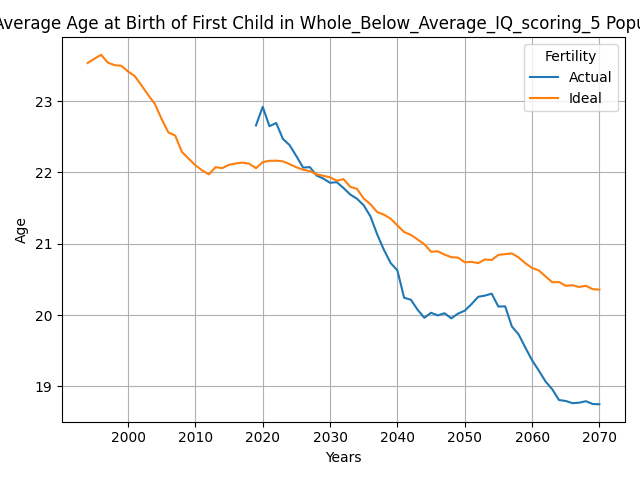 Average Age at Birth of First Child in Whole_Below_Average_IQ_scoring_5 Popu
Fertility
Actual
Ideal
23
22
21
20
19
Age
2000 2010 2020 2030 2040 2050 2060 2070
Years